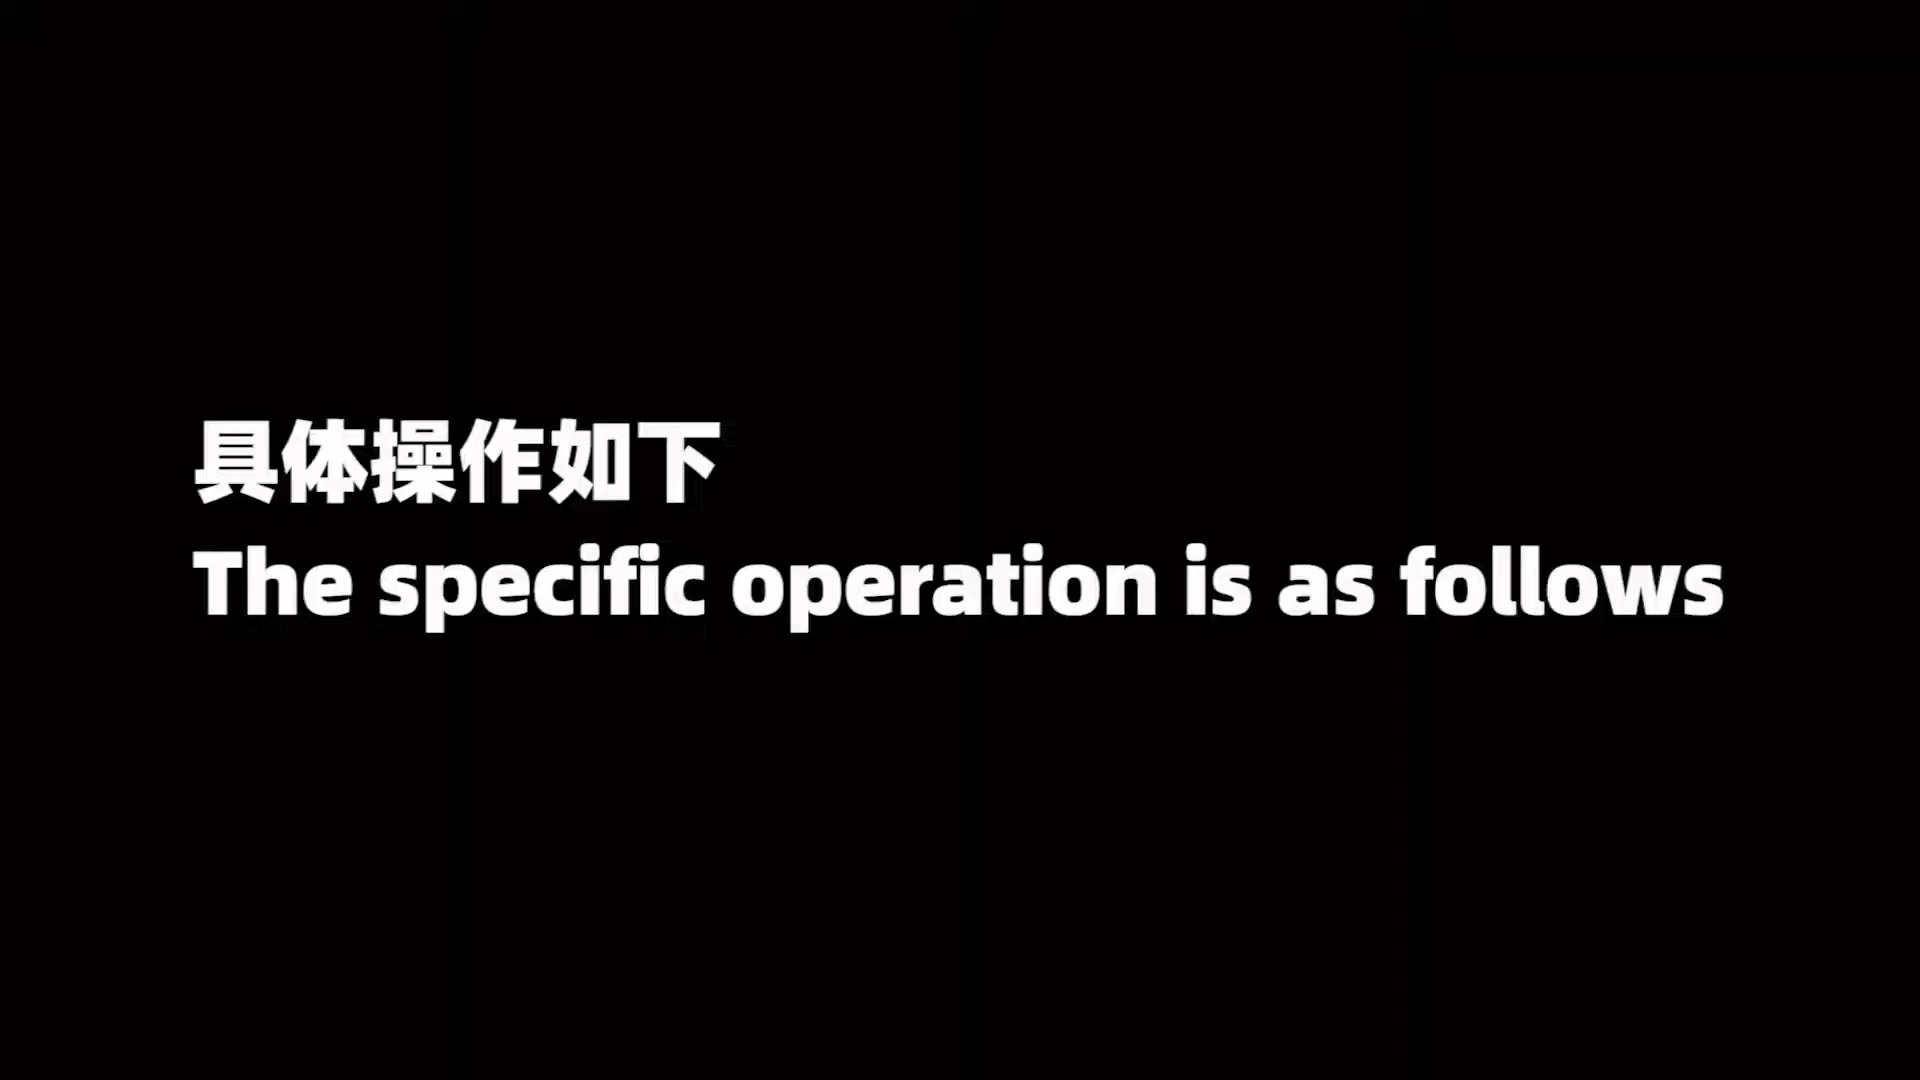 具体操作如下
The specific operation is as follows